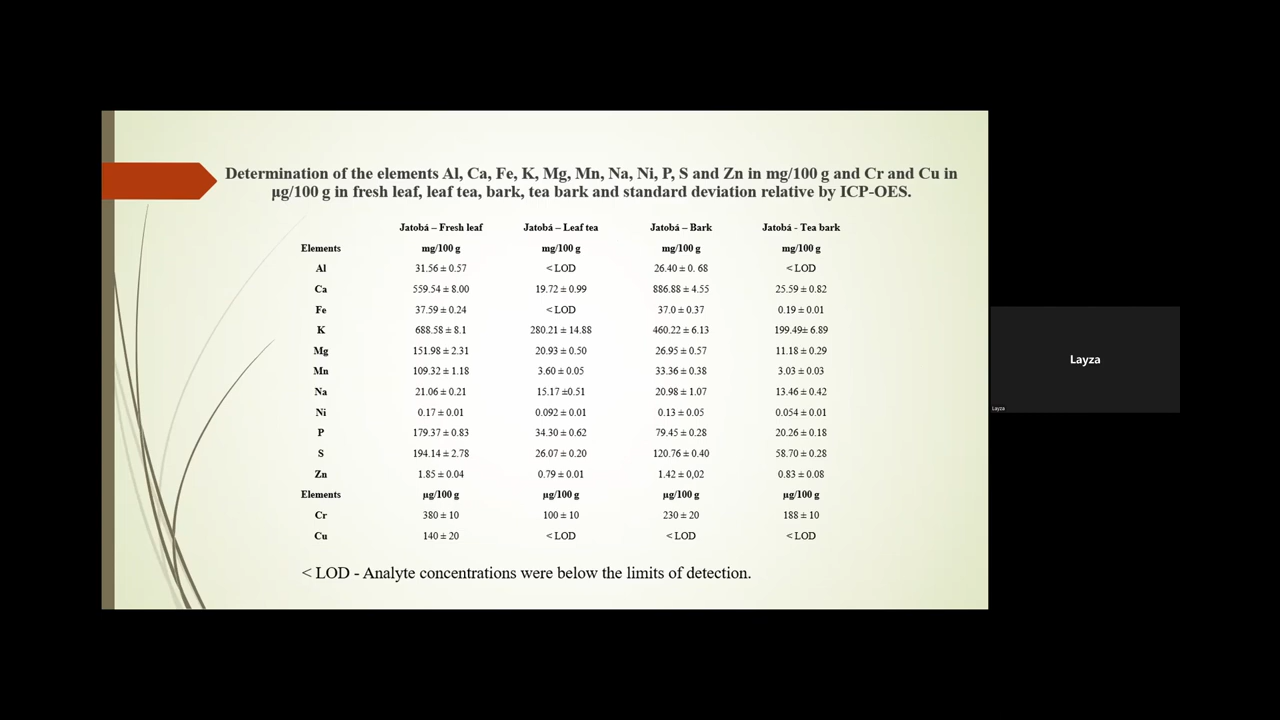 Determination of the elements Al, Ca, Fe, K, Mg, Mn, Na, Ni, P, S and Zn in mg/100 g and Cr and Cu in
µg/100 g in fresh leaf, leaf tea, bark, tea bark and standard deviation relative by ICP-OES.
Jatobá – Fresh leaf Jatobá – Leaf tea Jatobá – Bark Jatobá - Tea bark
Elements mg/100 g mg/100 g mg/100 g mg/100 g
Al 31.56 ± 0.57 < LOD 26.40 ± 0. 68 < LOD
Ca 559.54 ± 8.00 19.72 ± 0.99 886.88 ± 4.55 25.59 ± 0.82
Fe 37.59 ± 0.24 < LOD 37.0 ± 0.37 0.19 ± 0.01
K 688.58 ± 8.1 280.21 ± 14.88 460.22 ± 6.13 199.49± 6.89
Mg 151.98 ± 2.31 20.93 ± 0.50 26.95 ± 0.57 11.18 ± 0.29
Mn 109.32 ± 1.18 3.60 ± 0.05 33.36 ± 0.38 3.03 ± 0.03
Na 21.06 ± 0.21 15.17 ±0.51 20.98 ± 1.07 13.46 ± 0.42
Ni 0.17 ± 0.01 0.092 ± 0.01 0.13 ± 0.05 0.054 ± 0.01
P 179.37 ± 0.83 34.30 ± 0.62 79.45 ± 0.28 20.26 ± 0.18
S 194.14 ± 2.78 26.07 ± 0.20 120.76 ± 0.40 58.70 ± 0.28
Zn 1.85 ± 0.04 0.79 ± 0.01 1.42 ± 0,02 0.83 ± 0.08
Elements µg/100 g µg/100 g µg/100 g µg/100 g
Cr 380 ± 10 100 ± 10 230 ± 20 188 ± 10
Cu 140 ± 20 < LOD < LOD < LOD
< LOD - Analyte concentrations were below the limits of detection.
Layza
Layza